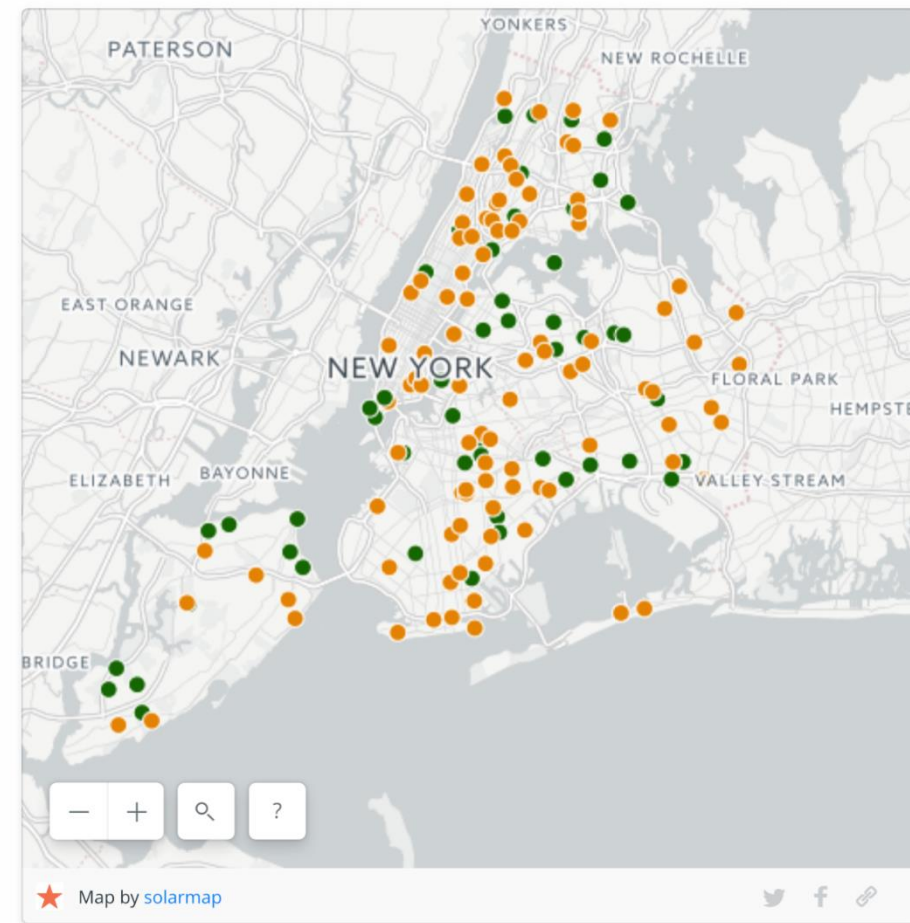 YONKERS
PATERSON
NEW ROCHELLE
EAST ORANGE
NEWARK
NEW YORK
FLORAL PARK
HEMPSTE
ELIZABETH
BAYONNE
VALLEY STREAM
BRIDGE
?
Map by solarmap